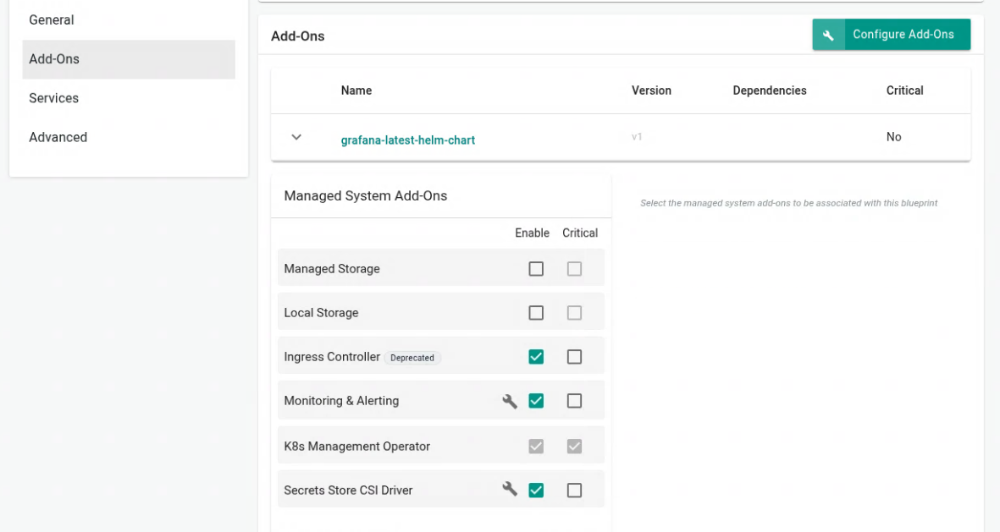 General
Add-Ons
Services
Advanced
Add-Ons
Configure Add-Ons
Name Version Dependencies Critical
grafana-latest-helm-chart v1 No
Managed System Add-Ons
Select the managed system add-ons to be associated with this blueprint
Enable Critical
Managed Storage
Local Storage
Ingress Controller Deprecated
Monitoring & Alerting
K8s Management Operator
Secrets Store CSI Driver